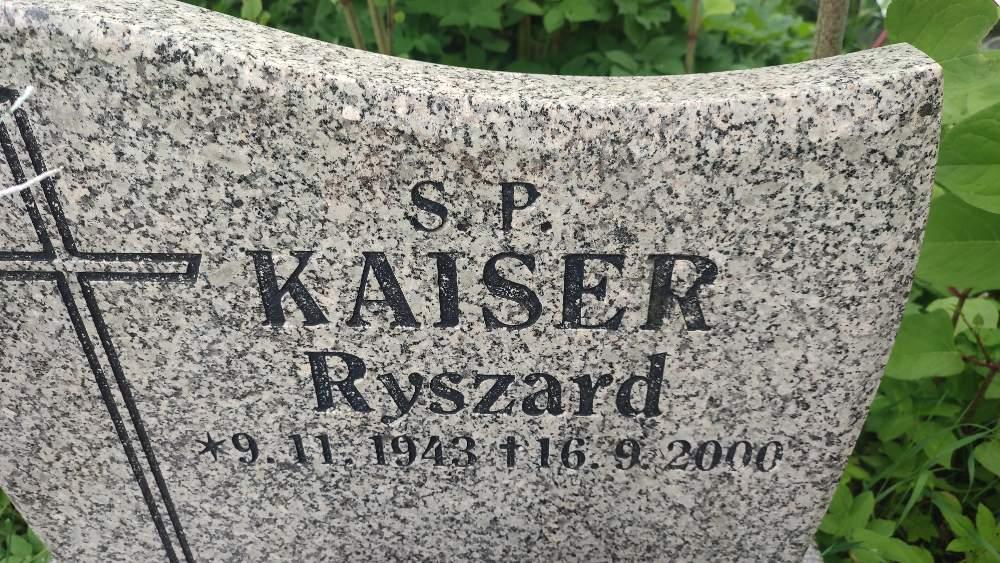 S. P.
KAISER
Ryszard
*9. 11. 1943 †16. 9. 2000